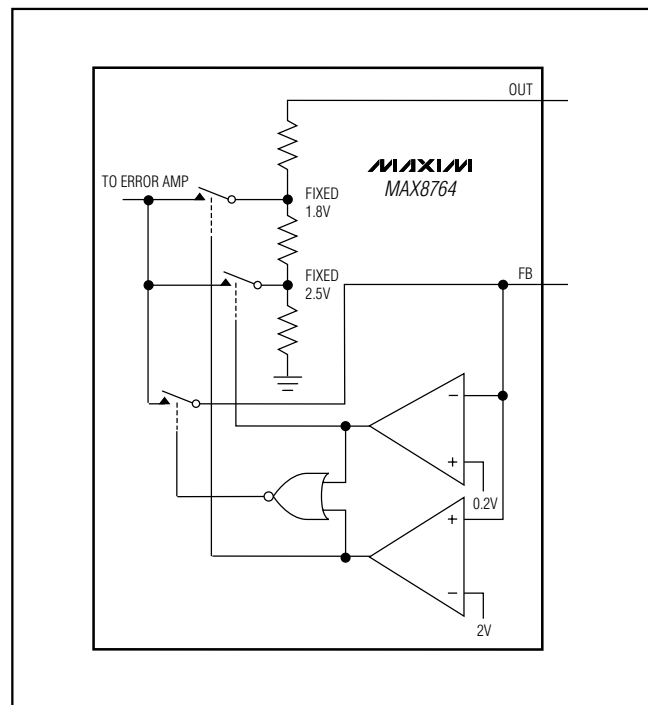 OUT
MAXIM
MAX8764
TO ERROR AMP
FIXED
1.8V
FIXED
2.5V
FB
−
+
0.2V
+
−
2V